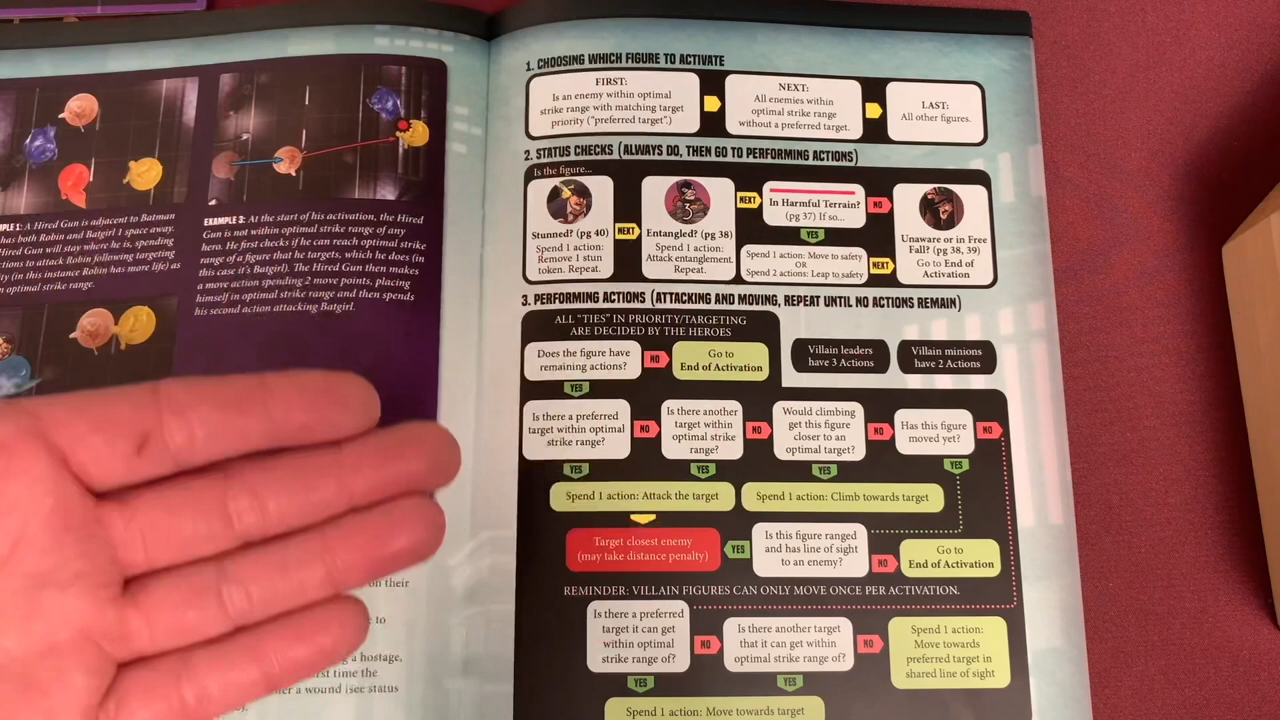 MPLE 1: A Hired Gun is adjacent to Batman
has both Robin and Batgirl 1 space away.
Hired Gun will stay where he is, spending
ctions to attack Robin following targeting
ty (in this instance Robin has more life) as
n optimal strike range.
EXAMPLE 3: At the start of his activation, the Hired
Gun is not within optimal strike range of any
hero. He first checks if he can reach optimal strike
range of a figure that he targets, which he does (in
this case it's Batgirl). The Hired Gun then makes
a move action spending 2 move points, placing
himself in optimal strike range and then spends
his second action attacking Batgirl.
on their
to
g a hostage,
rst time the
er a wound (see status
1. CHOOSING WHICH FIGURE TO ACTIVATE
FIRST:
Is an enemy within optimal
strike range with matching target
priority ("preferred target".)
NEXT:
All enemies within
optimal strike range
without a preferred target.
LAST:
All other figures.
2. STATUS CHECKS (ALWAYS DO, THEN GO TO PERFORMING ACTIONS)
Is the figure...
Stunned? (pg 40)
Spend 1 action:
Remove 1 stun
token. Repeat.
NEXT
3
Entangled? (pg 38)
Spend 1 action:
Attack entanglement.
Repeat.
NEXT
In Harmful Terrain?
(pg 37) If so...
NO
YES
Spend 1 action: Move to safety
OR
Spend 2 actions: Leap to safety
NEXT
Unaware or in Free
Fall? (pg 38, 39)
Go to End of
Activation
3. PERFORMING ACTIONS (ATTACKING AND MOVING, REPEAT UNTIL NO ACTIONS REMAIN)
ALL "TIES" IN PRIORITY/TARGETING
ARE DECIDED BY THE HEROES
Does the figure have
remaining actions?
NO
Go to
End of Activation
Villain leaders
have 3 Actions
Villain minions
have 2 Actions
YES
Is there a preferred
target within optimal
strike range?
NO
Is there another
target within
optimal strike
range?
NO
Would climbing
get this figure
closer to an
optimal target?
NO
Has this figure
moved yet?
NO
YES
YES
YES
YES
Spend 1 action: Attack the target
Spend 1 action: Climb towards target
Target closest enemy
(may take distance penalty)
YES
Is this figure ranged
and has line of sight
to an enemy?
NO
Go to
End of Activation
REMINDER: VILLAIN FIGURES CAN ONLY MOVE ONCE PER ACTIVATION.
Is there a preferred
target it can get
within optimal
strike range of?
NO
Is there another target
that it can get within
optimal strike range of?
NO
Spend 1 action:
Move towards
preferred target in
shared line of sight
YES
YES
Spend 1 action: Move towards target